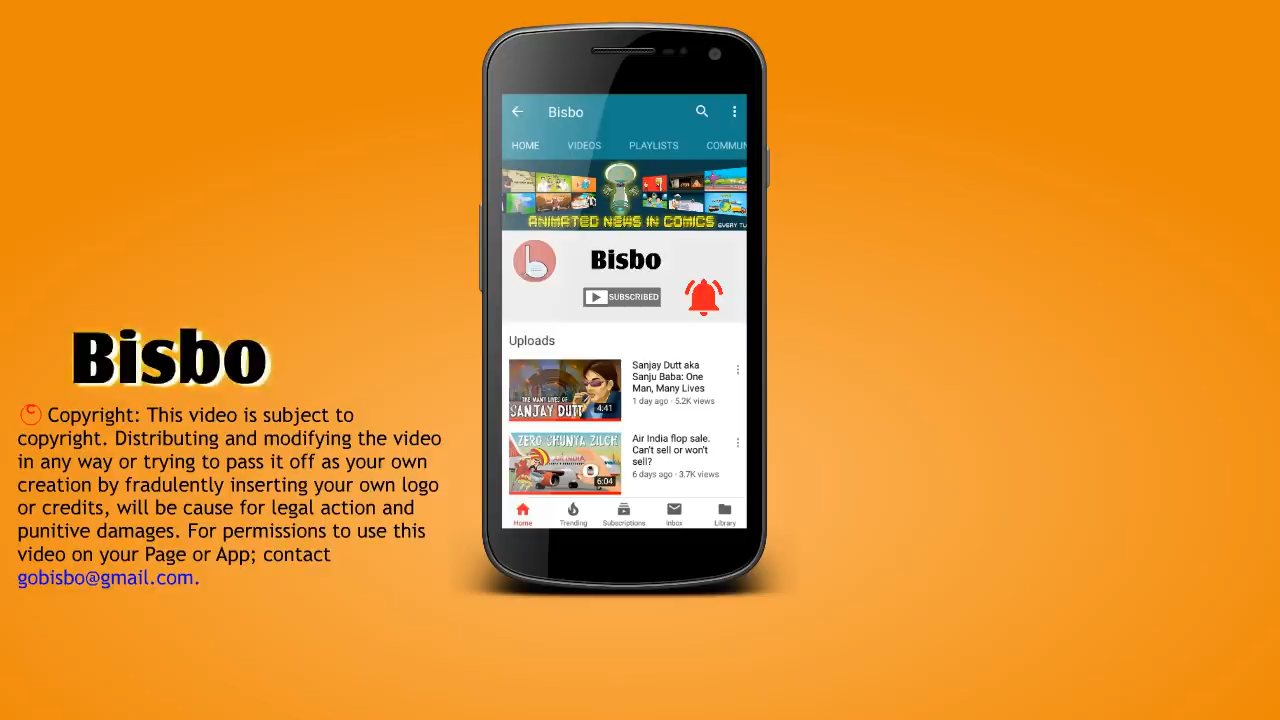 Bisbo
HOME VIDEOS PLAYLISTS COMMUN
ANIMATED NEWS IN COMICS EVERY TU
Bisbo
SUBSCRIBED
Uploads
Sanjay Dutt aka
Sanju Baba: One
Man, Many Lives
1 day ago · 5.2K views
THE MANY LIVES OF
SANJAY DUTT
4:41
Air India flop sale.
Can't sell or won't
sell?
6 days ago · 3.7K views
ZERO SHUNYA ZILCH
6:04
Home Trending Subscriptions Inbox Library
Bisbo
© Copyright: This video is subject to
copyright. Distributing and modifying the video
in any way or trying to pass it off as your own
creation by fradulently inserting your own logo
or credits, will be cause for legal action and
punitive damages. For permissions to use this
video on your Page or App; contact
gobisbo@gmail.com.